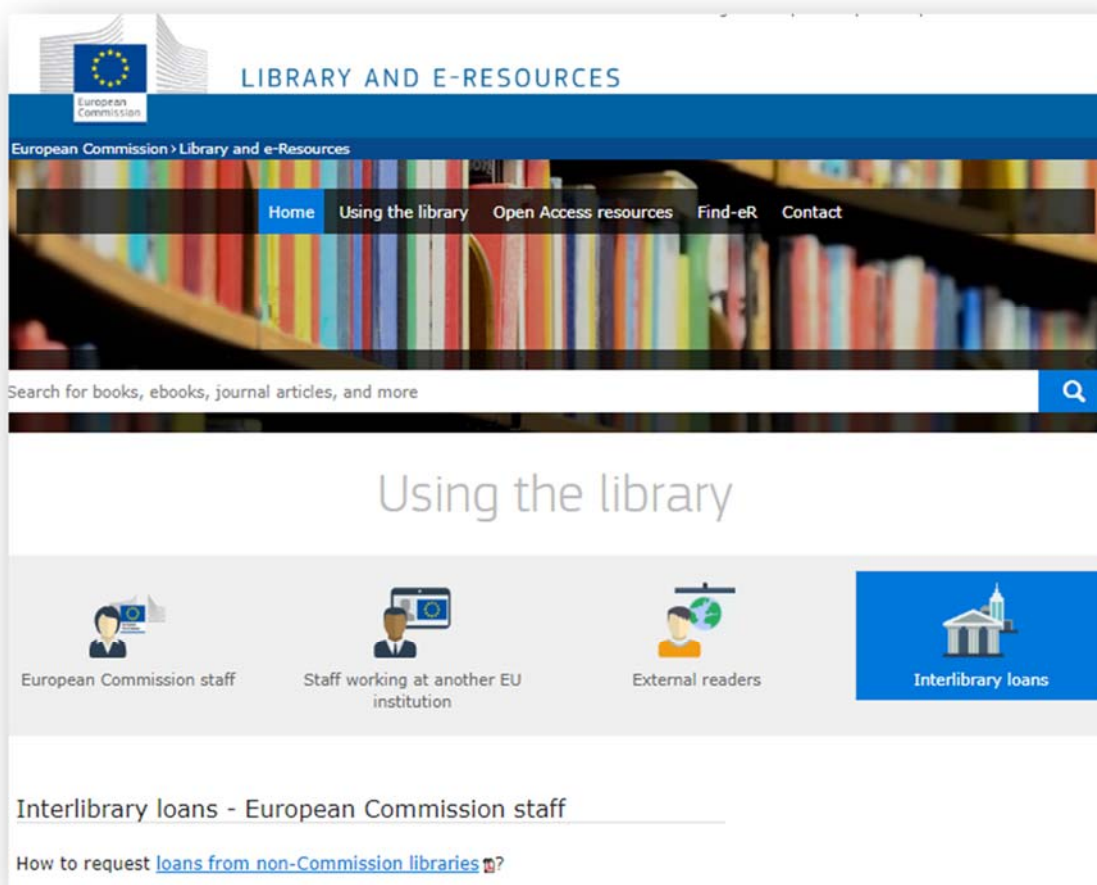 European
Commission
LIBRARY AND E-RESOURCES
European Commission › Library and e-Resources
Home Using the library Open Access resources Find-eR Contact
Search for books, ebooks, journal articles, and more
Using the library
European Commission staff
Staff working at another EU
institution
External readers
Interlibrary loans
Interlibrary loans - European Commission staff
How to request loans from non-Commission libraries ?